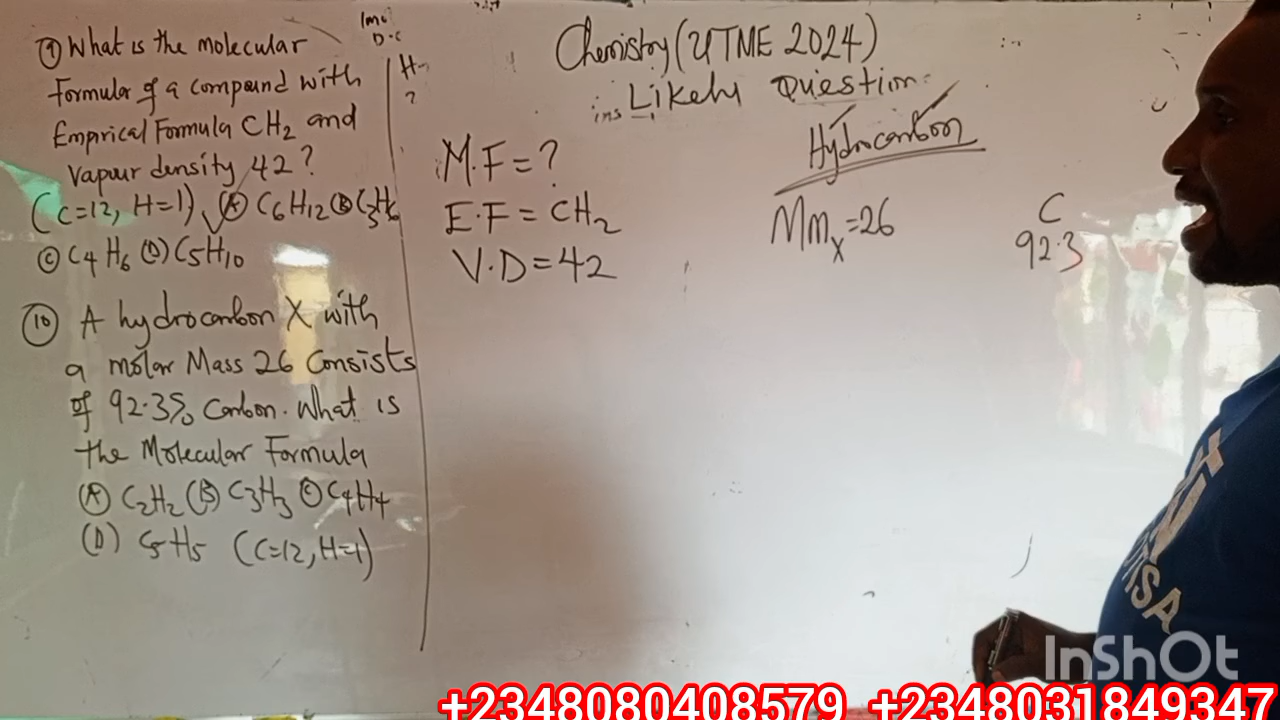 1mo
D.C
H-
?
(9) What is the molecular
Formular of a compound with
Emprical Formula CH2 and
Vapour density 42?
(C=12, H=1) (A) C6H12 (B) C3H6
(C) C4H6 (D) C5H10
(10) A hydrocarbon X with
a molar Mass 26 Consists
of 92.3% Carbon. What is
the Molecular Formula
(A) C2H2 (B) C3H3 (C) C4H4
(D) C5H5 (C=12, H=1)
Chemistry (UTME 2024)
ins Likely Question
Hydrocarbon
M.F = ?
E.F = CH2
V.D = 42
Mmx = 26
C
92.3
InShOt
+2348080408579 +2348031849347